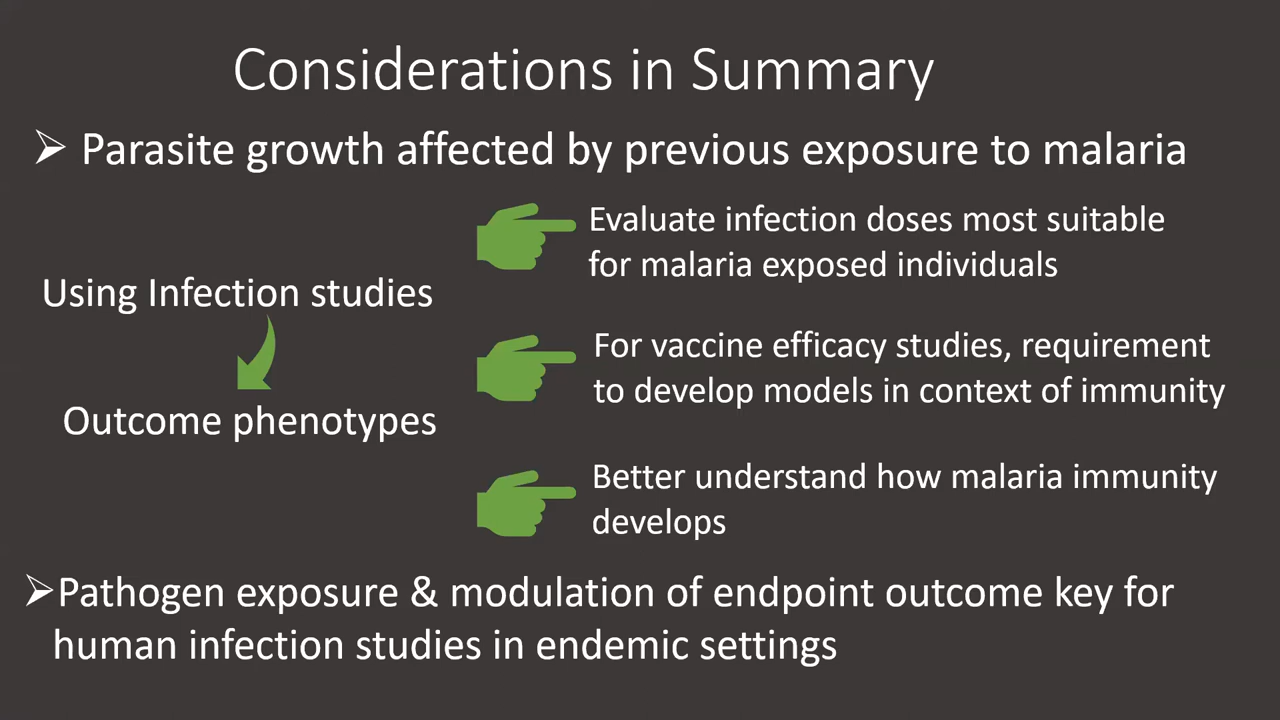 Considerations in Summary
➢ Parasite growth affected by previous exposure to malaria
Using Infection studies
Outcome phenotypes
Evaluate infection doses most suitable
for malaria exposed individuals
For vaccine efficacy studies, requirement
to develop models in context of immunity
Better understand how malaria immunity
develops
➢Pathogen exposure & modulation of endpoint outcome key for
human infection studies in endemic settings